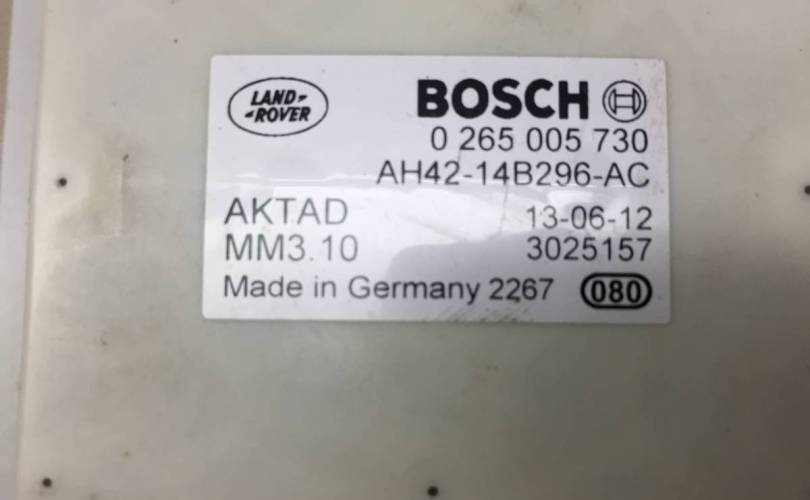 LAND-
-ROVER
BOSCH
0 265 005 730
AH42-14B296-AC
AKTAD 13-06-12
MM3.10 3025157
Made in Germany 2267 080